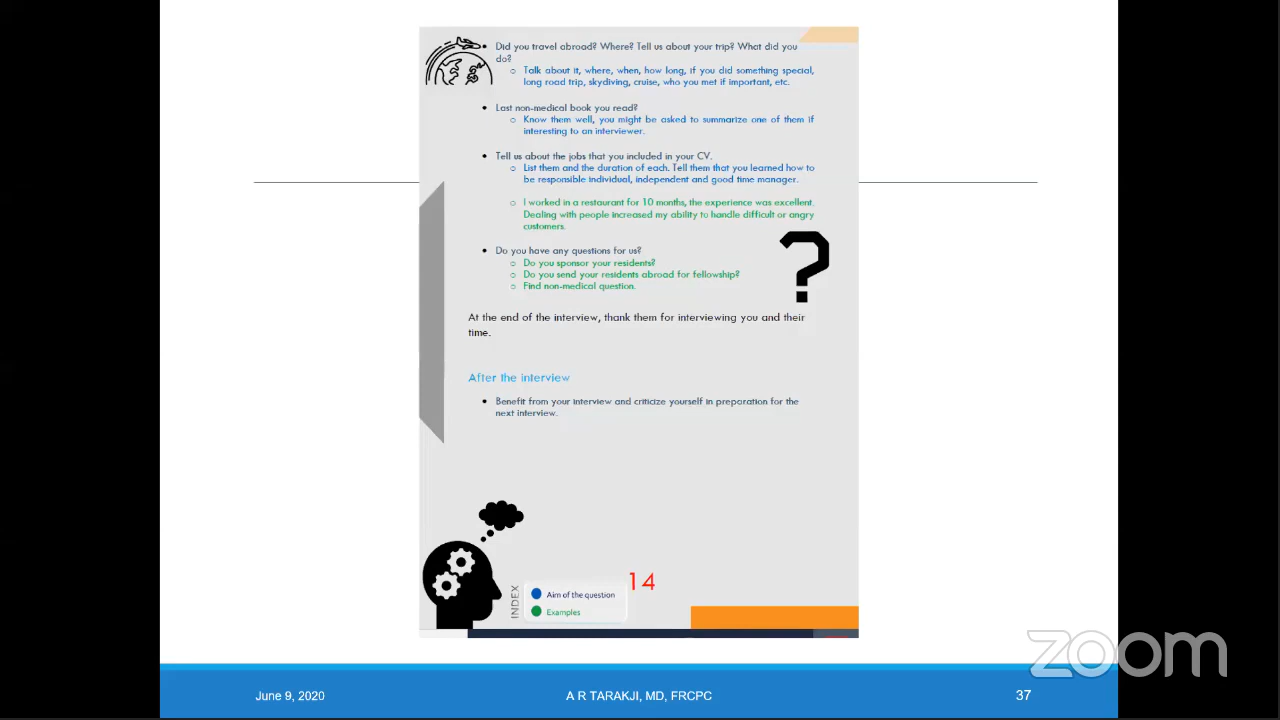 • Did you travel abroad? Where? Tell us about your trip? What did you
do?
o Talk about it, where, when, how long, if you did something special,
long road trip, skydiving, cruise, who you met if important, etc.
• Last non-medical book you read?
o Know them well, you might be asked to summarize one of them if
interesting to an interviewer.
• Tell us about the jobs that you included in your CV.
o List them and the duration of each. Tell them that you learned how to
be responsible individual, independent and good time manager.
o I worked in a restaurant for 10 months, the experience was excellent.
Dealing with people increased my ability to handle difficult or angry
customers.
• Do you have any questions for us?
o Do you sponsor your residents?
o Do you send your residents abroad for fellowship?
o Find non-medical question.
?
At the end of the interview, thank them for interviewing you and their
time.
After the interview
• Benefit from your interview and criticize yourself in preparation for the
next interview.
14
INDEX
Aim of the question
Examples
zoom
June 9, 2020
A R TARAKJI, MD, FRCPC
37